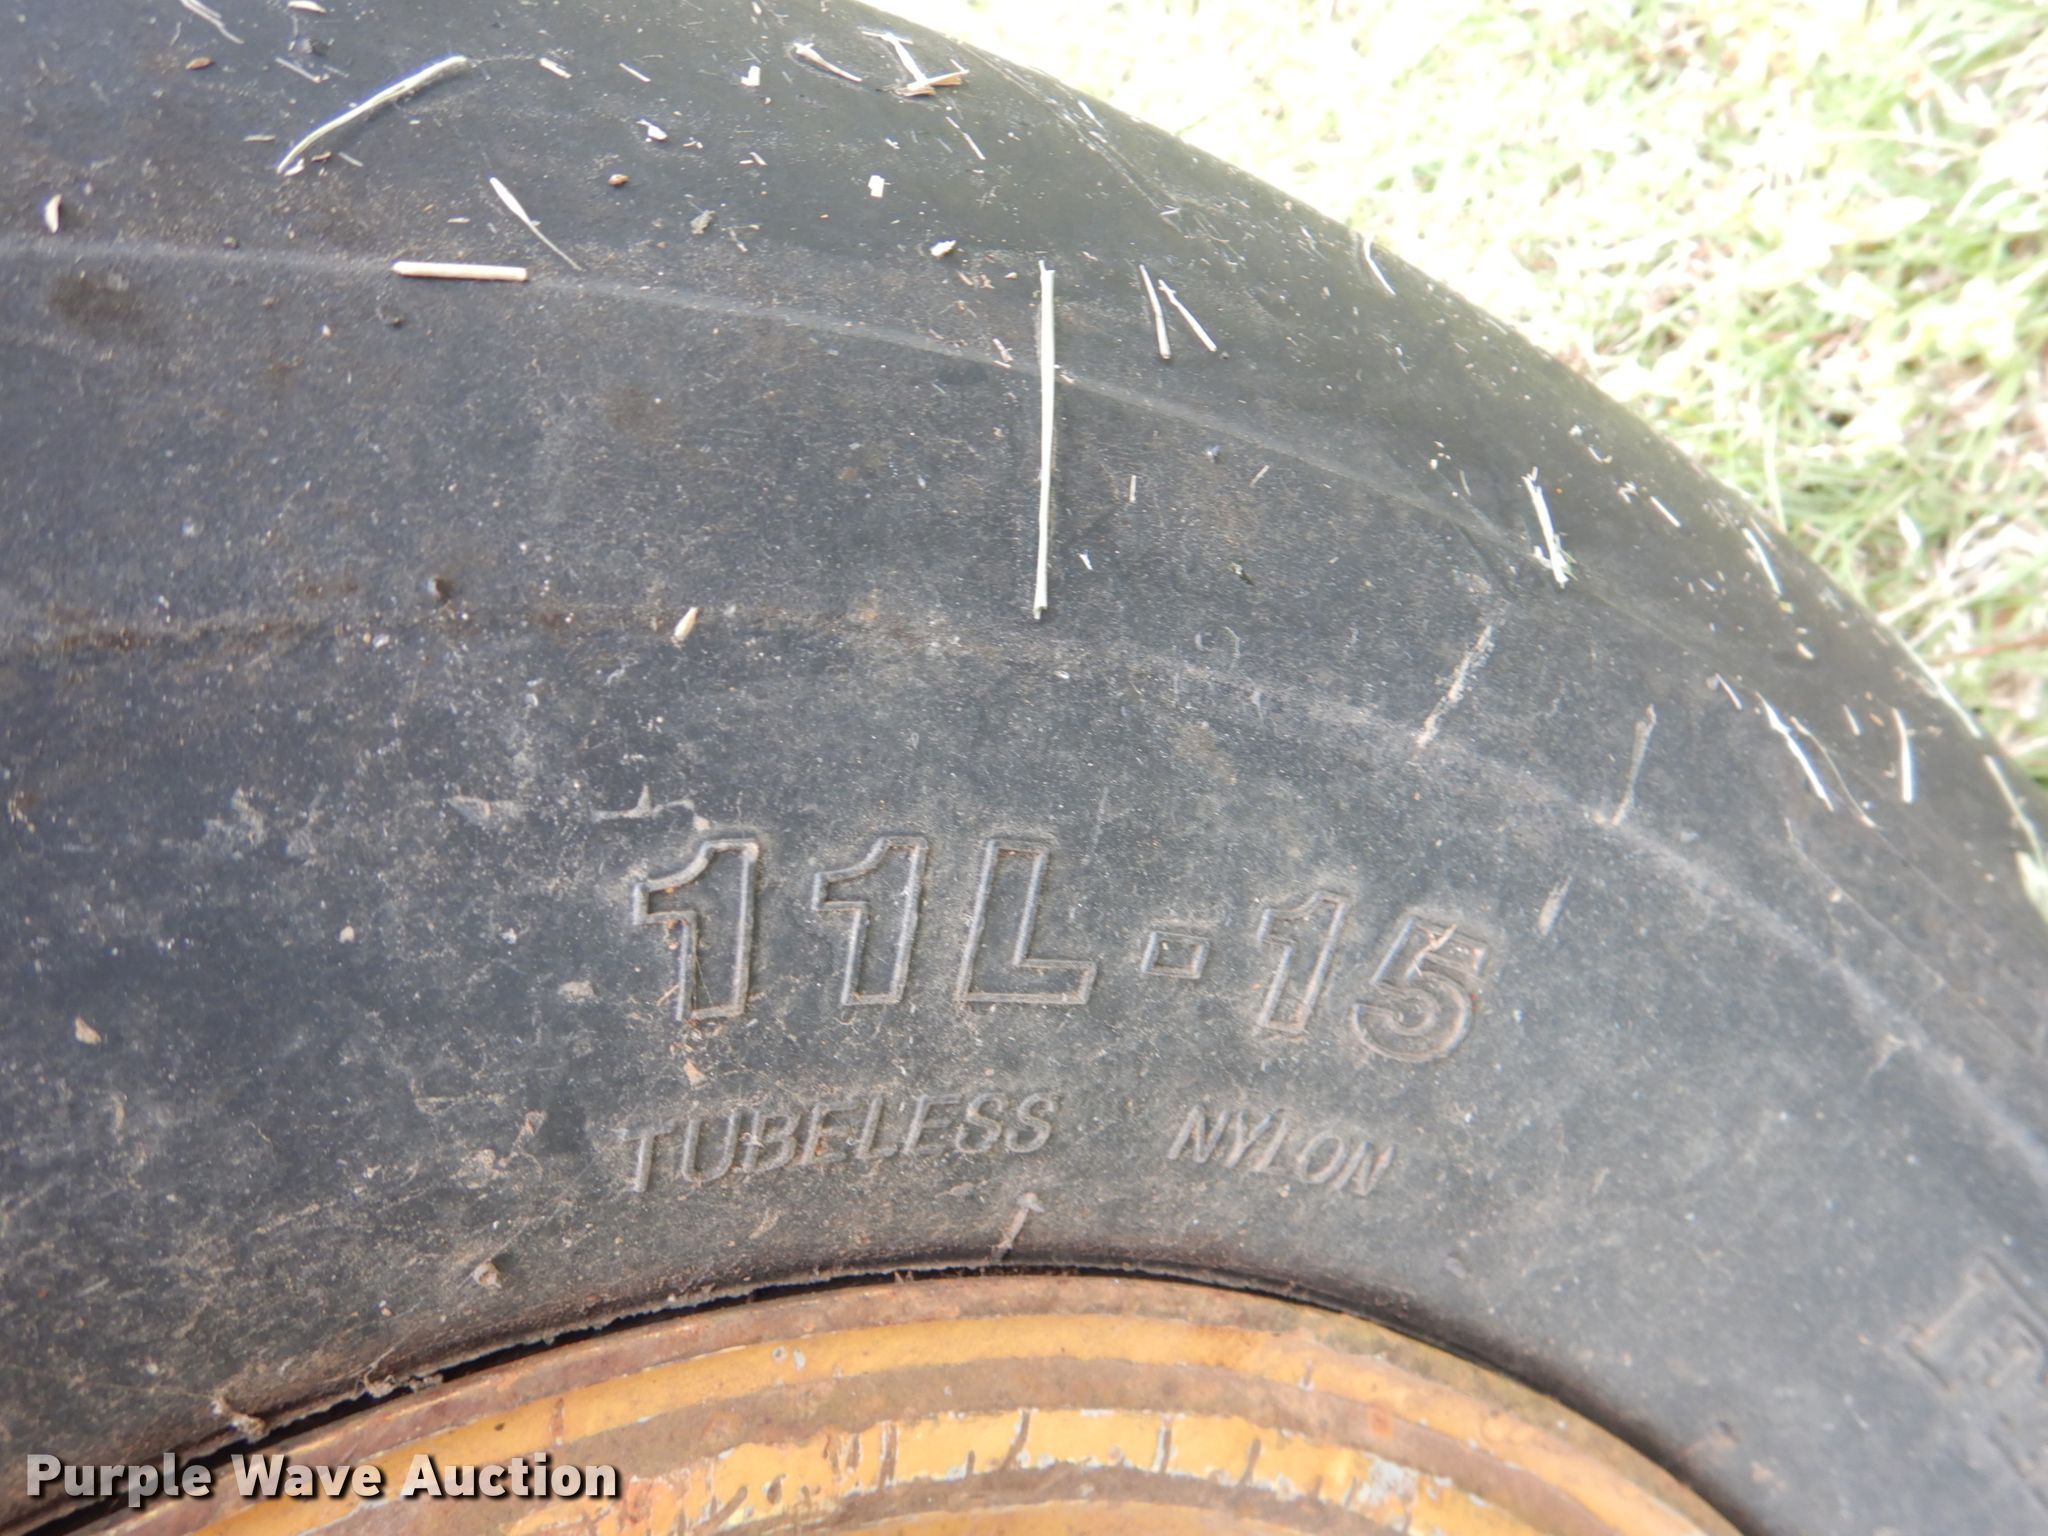 11L-15
TUBELESS NYLON
Purple Wave Auction